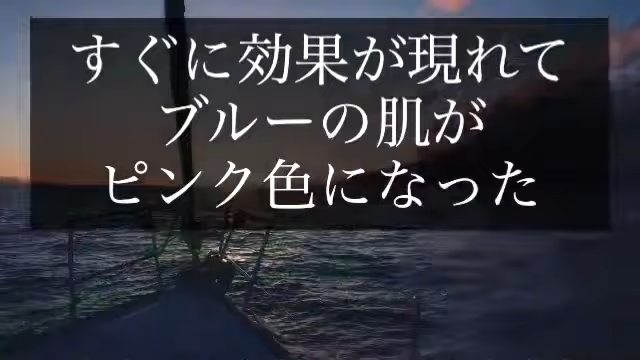 すぐに効果が現れて
ブルーの肌が
ピンク色になった